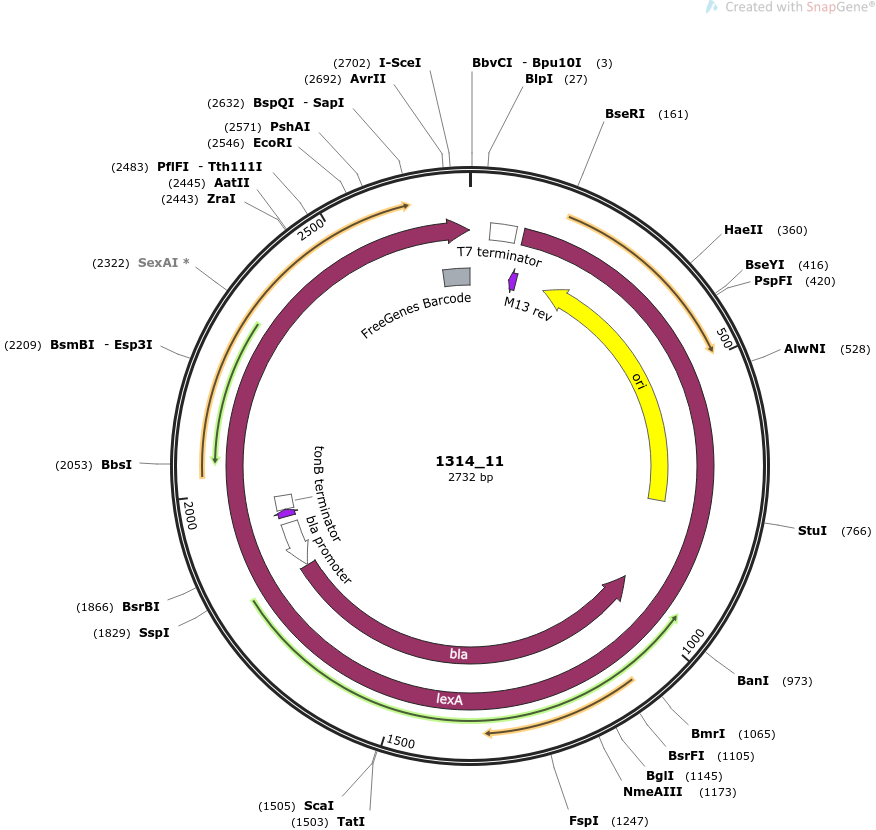 Created with SnapGene®
(2702) I-SceI
(2692) AvrII
(2632) BspQI - SapI
(2571) PshAI
(2546) EcoRI
(2483) PflFI - Tth111I
(2445) AatII
(2443) ZraI
(2322) SexAI *
(2209) BsmBI - Esp3I
(2053) BbsI
(1866) BsrBI
(1829) SspI
(1505) ScaI
(1503) TatI
BbvCI - Bpu10I (3)
BlpI (27)
BseRI (161)
HaeII (360)
BseYI (416)
PspFI (420)
AlwNI (528)
StuI (766)
BanI (973)
BmrI (1065)
BsrFI (1105)
BglI (1145)
NmeAIII (1173)
FspI (1247)
500
1000
1500
2000
2500
T7 terminator
M13 rev
FreeGenes Barcode
ori
tonB terminator
bla promoter
bla
lexA
1314_11
2732 bp